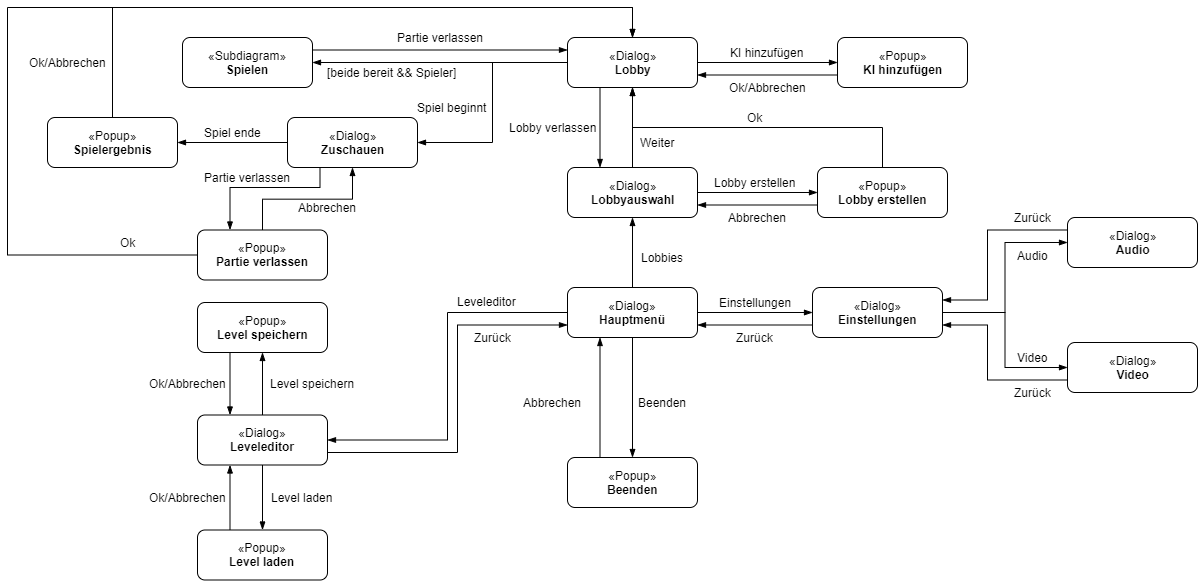 Partie verlassen
«Subdiagram»
Spielen
«Dialog»
Lobby
KI hinzufügen
«Popup»
KI hinzufügen
Ok/Abbrechen
[beide bereit && Spieler]
Ok/Abbrechen
Spiel beginnt
Ok
«Popup»
Spielergebnis
Spiel ende
«Dialog»
Zuschauen
Lobby verlassen
Weiter
Partie verlassen
Abbrechen
«Dialog»
Lobbyauswahl
Lobby erstellen
Abbrechen
«Popup»
Lobby erstellen
Ok
«Popup»
Partie verlassen
Lobbies
Zurück
Audio
«Dialog»
Audio
Leveleditor
Zurück
«Dialog»
Hauptmenü
Einstellungen
Zurück
«Dialog»
Einstellungen
«Popup»
Level speichern
Video
Zurück
«Dialog»
Video
Ok/Abbrechen
Level speichern
Abbrechen
Beenden
«Dialog»
Leveleditor
«Popup»
Beenden
Ok/Abbrechen
Level laden
«Popup»
Level laden